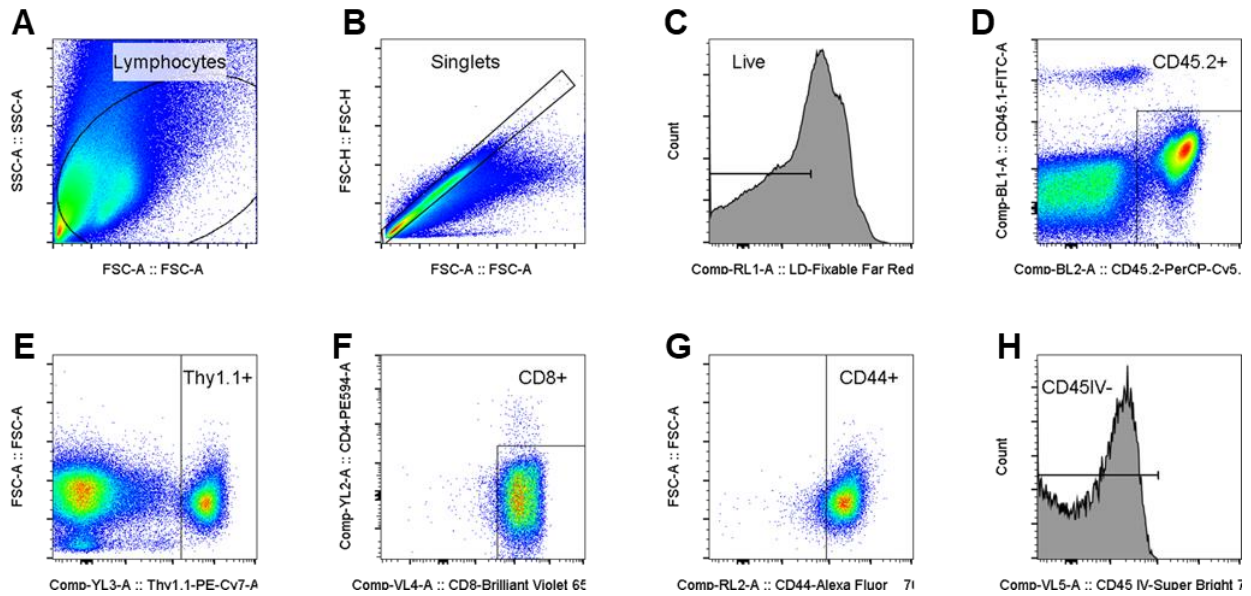 A
B
C
D
Lymphocytes
Singlets
Live
CD45.2+
SSC-A :: SSC-A
FSC-H :: FSC-H
Count
Comp-BL1-A :: CD45.1-FITC-A
FSC-A :: FSC-A
FSC-A :: FSC-A
Comp-RL1-A :: LD-Fixable Far Red
Comp-BL2-A :: CD45.2-PerCP-Cy5.
E
F
G
H
Thy1.1+
CD8+
CD44+
CD45IV-
FSC-A :: FSC-A
Comp-YL2-A :: CD4-PE594-A
FSC-A :: FSC-A
Count
Comp-YL3-A :: Thy1.1-PE-Cy7-A
Comp-VL4-A :: CD8-Brilliant Violet 65
Comp-RL2-A :: CD44-Alexa Fluor 70
Comp-VL5-A :: CD45 IV-Super Bright 7